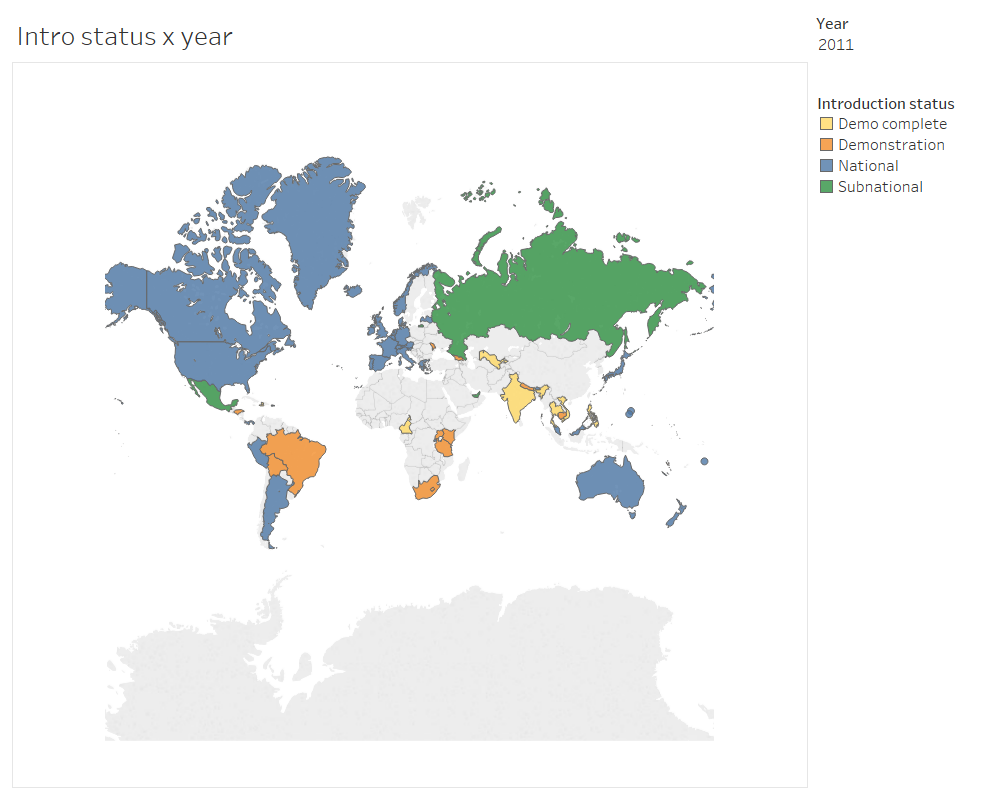 Intro status x year
Year
2011
Introduction status
Demo complete
Demonstration
National
Subnational